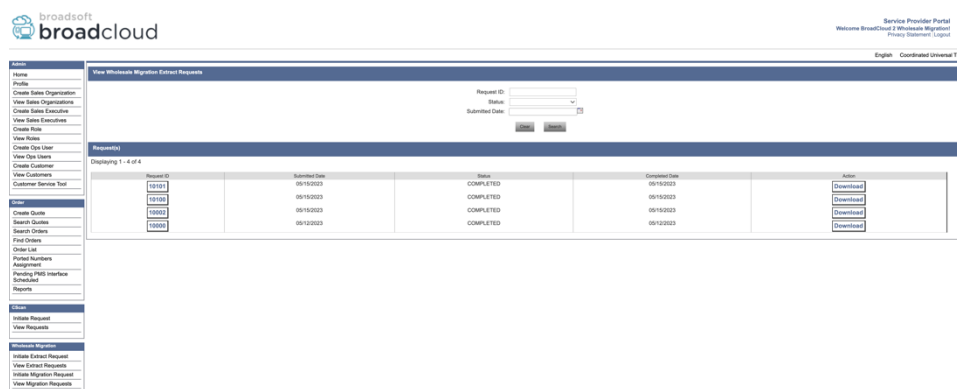 broadsoft
broadcloud
Service Provider Portal
Welcome BroadCloud 2 Wholesale Migration!
Privacy Statement Logout
English Coordinated Universal T
Admin
Home
Profile
Create Sales Organization
View Sales Organizations
Create Sales Executive
View Sales Executives
Create Role
View Roles
Create Ops User
View Ops Users
Create Customer
View Customers
Customer Service Tool
Order
Create Quote
Search Quotes
Search Orders
Find Orders
Order List
Ported Numbers
Assignment
Pending PMS Interface
Scheduled
Reports
CScan
Initiate Request
View Requests
Wholesale Migration
Initiate Extract Request
View Extract Requests
Initiate Migration Request
View Migration Requests
View Wholesale Migration Extract Requests
Request ID:
Status:
Submitted Date:
Clear Search
Request(s)
Displaying 1 - 4 of 4
Request ID Submitted Date Status Completed Date Action
10101 05/15/2023 COMPLETED 05/15/2023 Download
10100 05/15/2023 COMPLETED 05/15/2023 Download
10002 05/15/2023 COMPLETED 05/15/2023 Download
10000 05/12/2023 COMPLETED 05/12/2023 Download